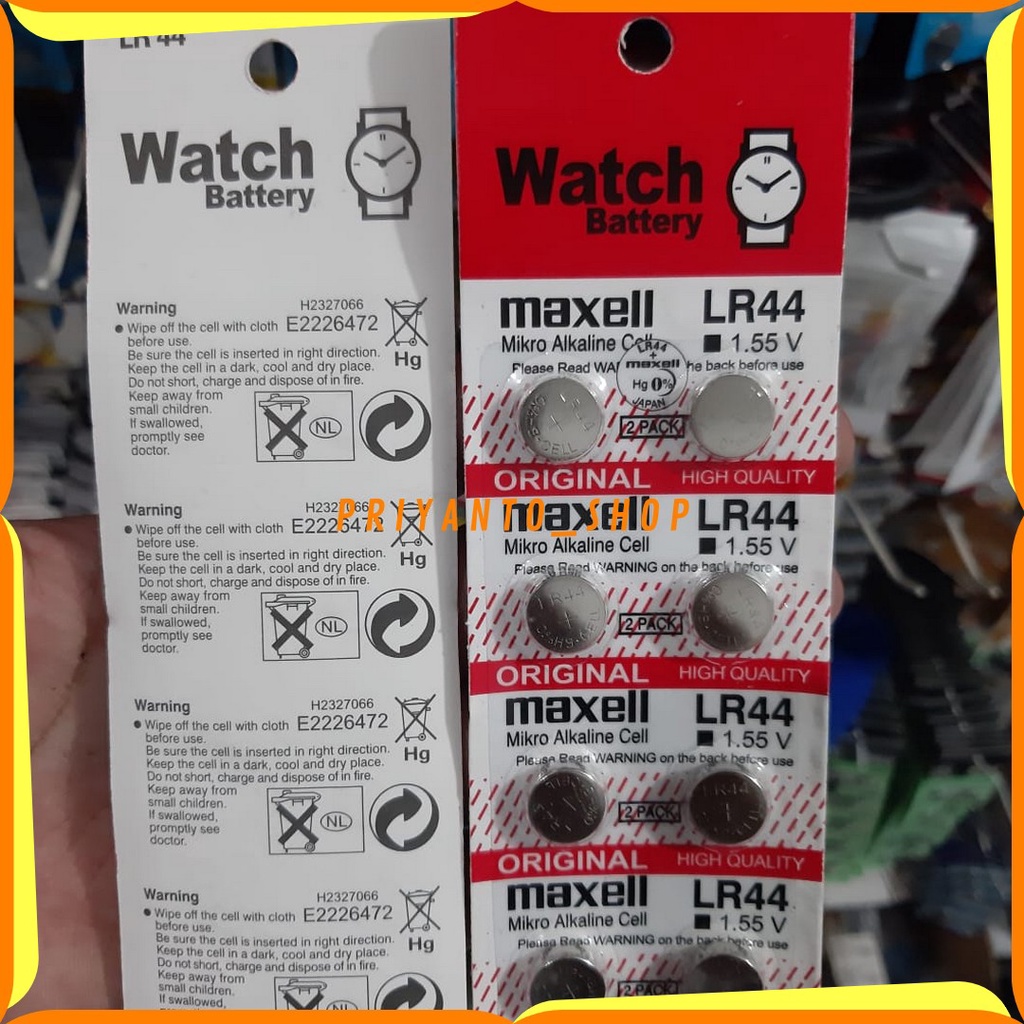 LR 44
Watch
Battery
Warning
H2327066
● Wipe off the cell with cloth E2226472
before use.
Be sure the cell is inserted in right direction.
Keep the cell in a dark, cool and dry place.
Do not short, charge and dispose of in fire.
Keep away from
small children.
If swallowed,
promptly see
doctor.
Hg
NL
Warning
H2327066
● Wipe off the cell with cloth E2226472
before use.
Be sure the cell is inserted in right direction.
Keep the cell in a dark, cool and dry place.
Do not short, charge and dispose of in fire.
Keep away from
small children.
If swallowed,
promptly see
doctor.
Hg
NL
Warning
H2327066
● Wipe off the cell with cloth E2226472
before use.
Be sure the cell is inserted in right direction.
Keep the cell in a dark, cool and dry place.
Do not short, charge and dispose of in fire.
Keep away from
small children.
If swallowed,
promptly see
doctor.
Hg
NL
Warning
H2327066
● Wipe off the cell with cloth E2226472
before use.
Be sure the cell is inserted in right direction.
Keep the cell in a dark, cool and dry place.
Do not short, charge and dispose of in fire.
Keep away from
small children.
If swallowed,
Hg
NL
Watch
Battery
maxell LR44
Mikro Alkaline Cell ■ 1.55 V
Please Read the back before use
LR44
+
maxell
Hg 0%
JAPAN
LR44
+
CELL
2 PACK
ORIGINAL HIGH QUALITY
PRIYANTO_SHOP
maxell LR44
Mikro Alkaline Cell ■ 1.55 V
Please Read WARNING on the back before use
LR44
2 PACK
ORIGINAL HIGH QUALITY
maxell LR44
Mikro Alkaline Cell ■ 1.55 V
Please Read WARNING on the back before use
2 PACK
LR44
ORIGINAL HIGH QUALITY
maxell LR44
Mikro Alkaline Cell ■ 1.55 V
Please Read WARNING on the back before use
2 PACK